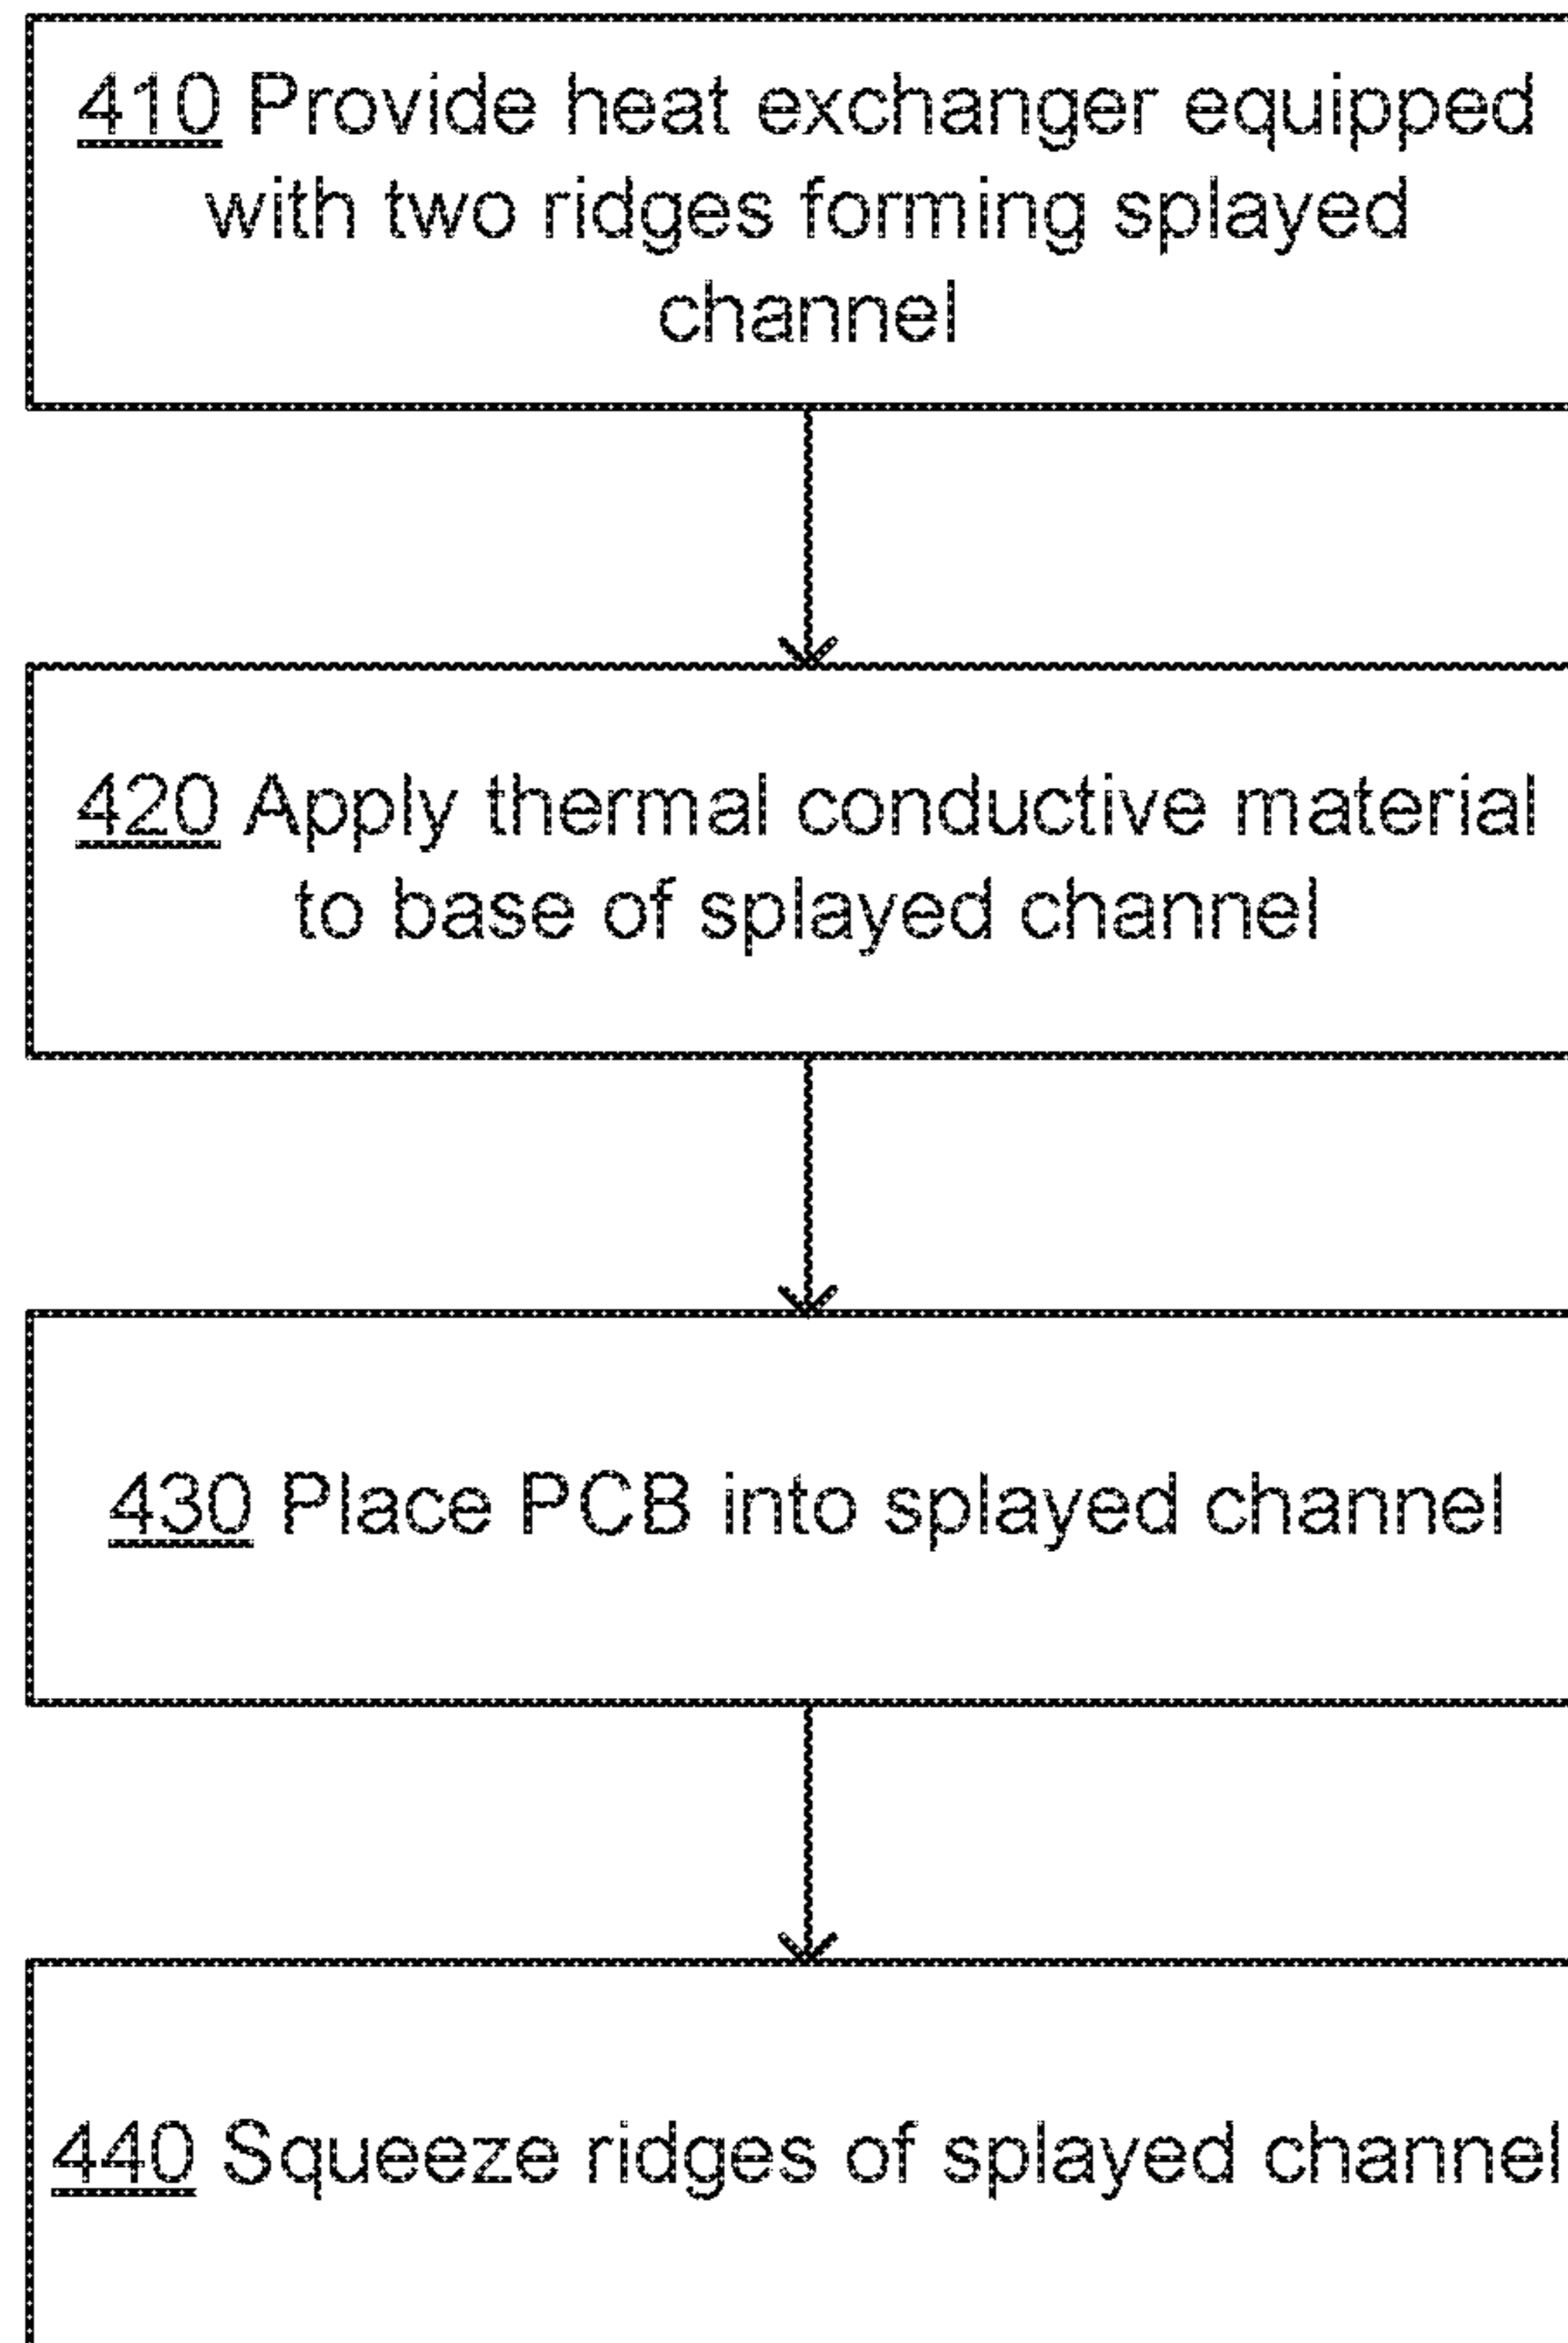 410 Provide heat exchanger equipped
with two ridges forming splayed
channel
420 Apply thermal conductive material
to base of splayed channel
430 Place PCB into splayed channel
440 Squeeze ridges of splayed channel